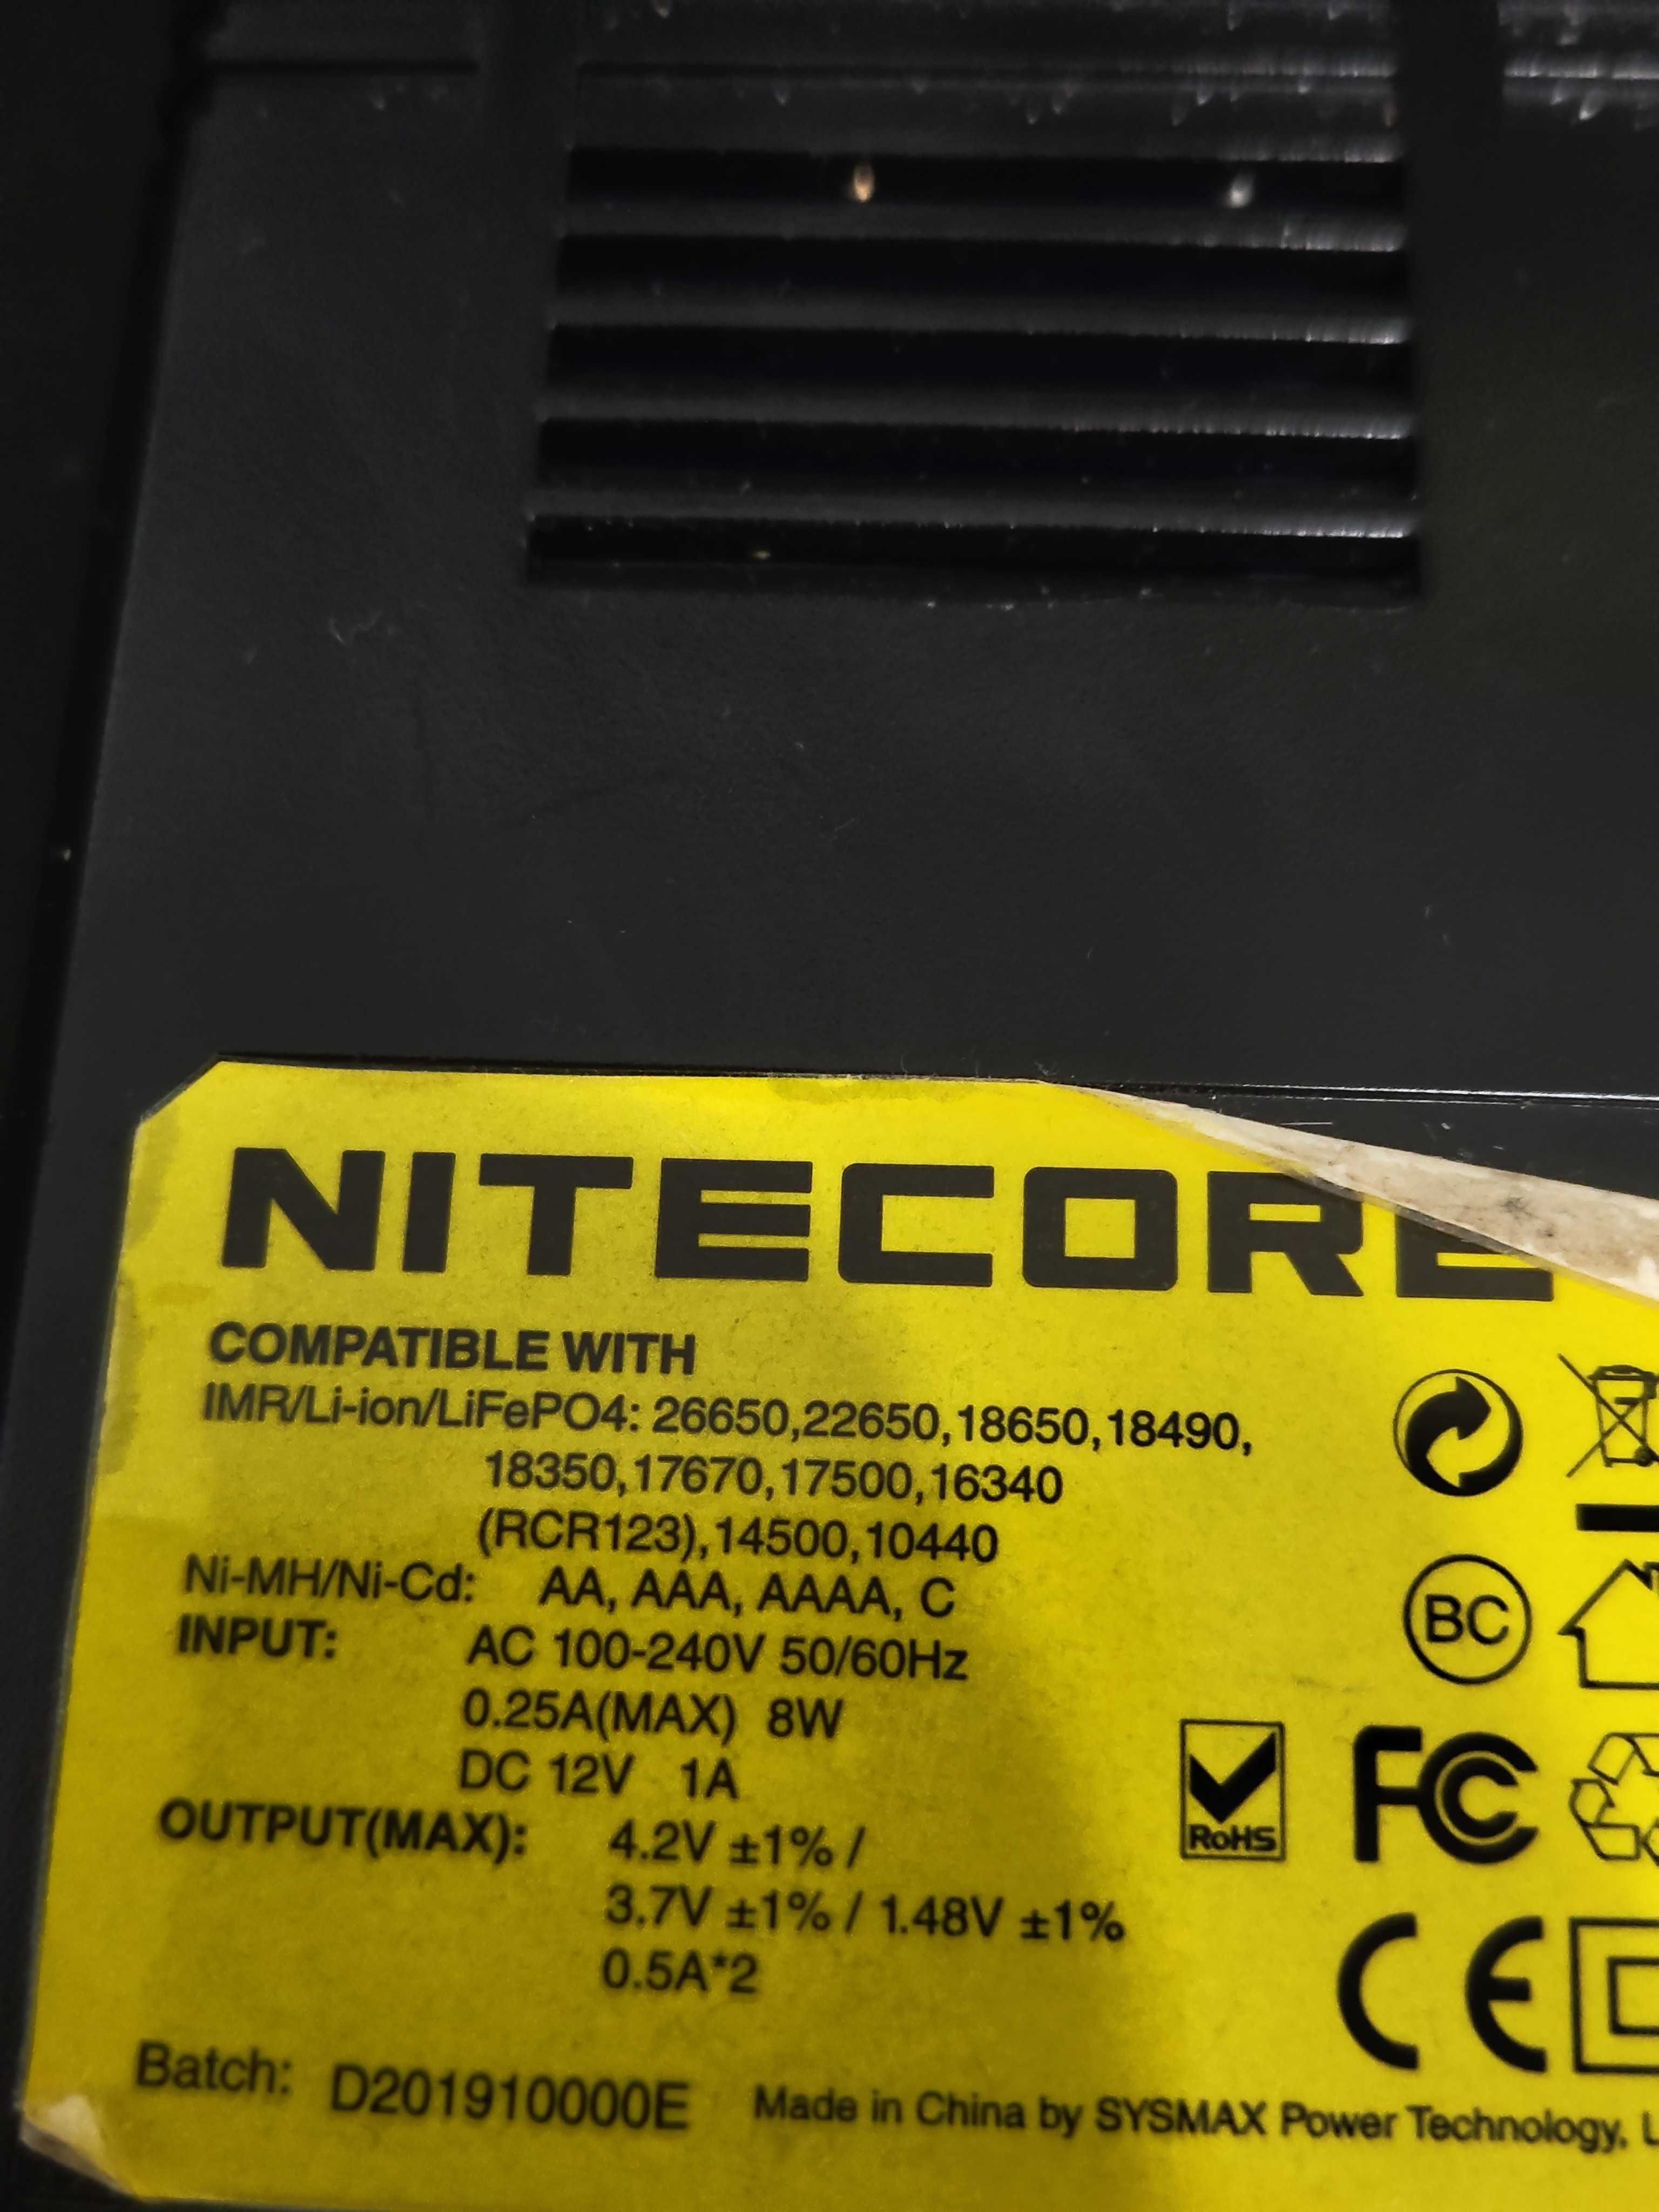 NITECORE
COMPATIBLE WITH
IMR/Li-ion/LiFePO4: 26650,22650,18650,18490,
18350,17670,17500,16340
(RCR123),14500,10440
Ni-MH/Ni-Cd: AA, AAA, AAAA, C
INPUT: AC 100-240V 50/60Hz
0.25A(MAX) 8W
DC 12V 1A
OUTPUT(MAX): 4.2V ±1% /
3.7V ±1% / 1.48V ±1%
0.5A*2
BC
RoHS
FC
CE
Batch: D201910000E Made in China by SYSMAX Power Technology,